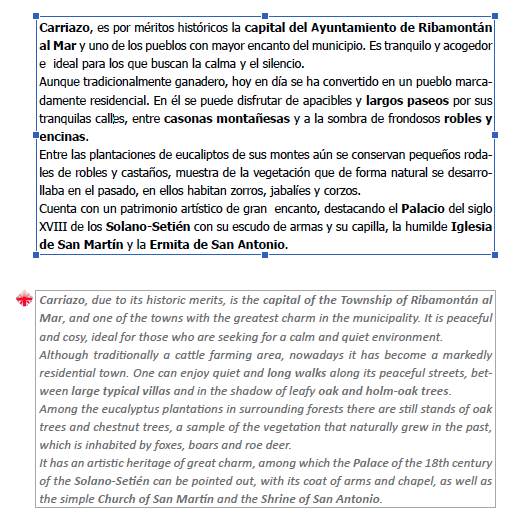 Carriazo, es por méritos históricos la capital del Ayuntamiento de Ribamontán
al Mar y uno de los pueblos con mayor encanto del municipio. Es tranquilo y acogedor
e ideal para los que buscan la calma y el silencio.
Aunque tradicionalmente ganadero, hoy en día se ha convertido en un pueblo marca-
damente residencial. En él se puede disfrutar de apacibles y largos paseos por sus
tranquilas calles, entre casonas montañesas y a la sombra de frondosos robles y
encinas.
Entre las plantaciones de eucaliptos de sus montes aún se conservan pequeños roda-
les de robles y castaños, muestra de la vegetación que de forma natural se desarro-
llaba en el pasado, en ellos habitan zorros, jabalíes y corzos.
Cuenta con un patrimonio artístico de gran encanto, destacando el Palacio del siglo
XVIII de los Solano-Setién con su escudo de armas y su capilla, la humilde Iglesia
de San Martín y la Ermita de San Antonio.
Carriazo, due to its historic merits, is the capital of the Township of Ribamontán al
Mar, and one of the towns with the greatest charm in the municipality. It is peaceful
and cosy, ideal for those who are seeking for a calm and quiet environment.
Although traditionally a cattle farming area, nowadays it has become a markedly
residential town. One can enjoy quiet and long walks along its peaceful streets, bet-
ween large typical villas and in the shadow of leafy oak and holm-oak trees.
Among the eucalyptus plantations in surrounding forests there are still stands of oak
trees and chestnut trees, a sample of the vegetation that naturally grew in the past,
which is inhabited by foxes, boars and roe deer.
It has an artistic heritage of great charm, among which the Palace of the 18th century
of the Solano-Setién can be pointed out, with its coat of arms and chapel, as well as
the simple Church of San Martín and the Shrine of San Antonio.